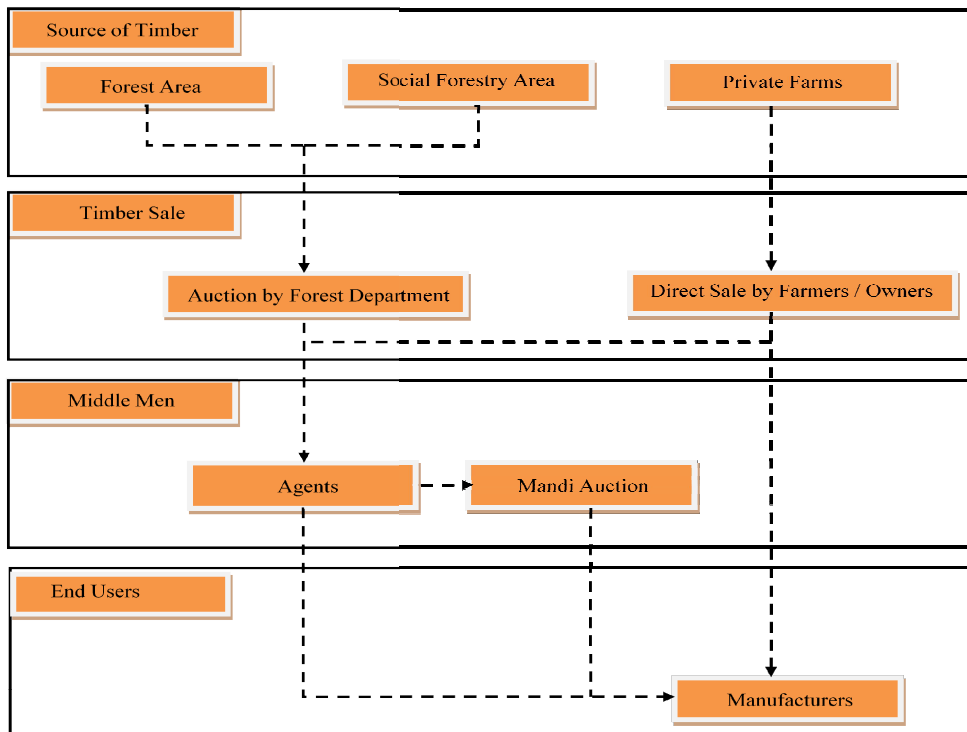 Source of Timber
Forest Area
Social Forestry Area
Private Farms
Timber Sale
Auction by Forest Department
Direct Sale by Farmers / Owners
Middle Men
Agents
Mandi Auction
End Users
Manufacturers